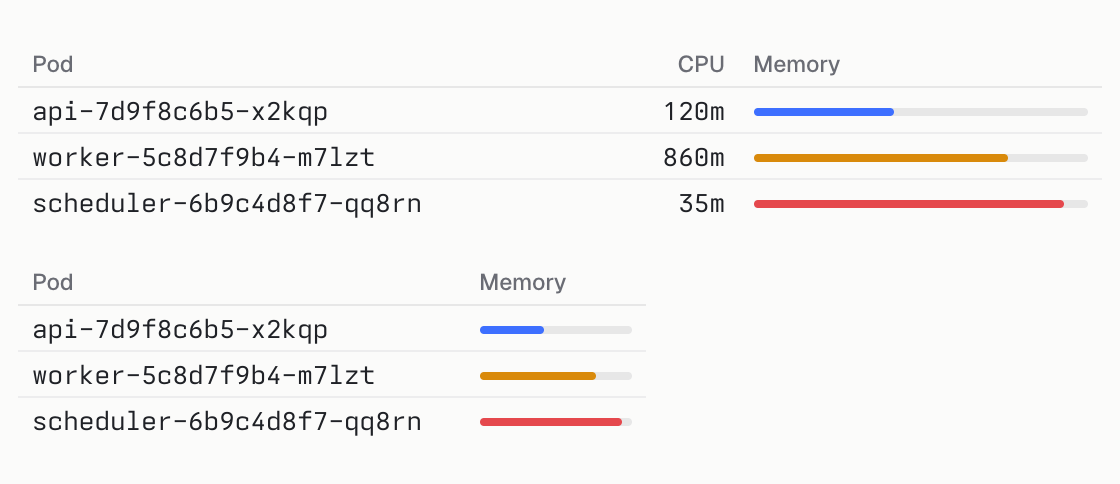 Pod CPU Memory
api-7d9f8c6b5-x2kqp 120m
worker-5c8d7f9b4-m7lzt 860m
scheduler-6b9c4d8f7-qq8rn 35m
Pod Memory
api-7d9f8c6b5-x2kqp
worker-5c8d7f9b4-m7lzt
scheduler-6b9c4d8f7-qq8rn